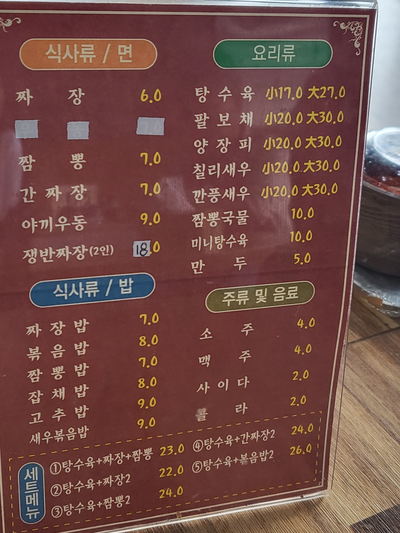 식사류 / 면
짜 장 6.0
짬 뽕 7.0
간 짜 장 7.0
야끼우동 9.0
쟁반짜장(2인) 18.0
식사류 / 밥
짜 장 밥 7.0
볶 음 밥 8.0
짬 뽕 밥 7.0
잡 채 밥 8.0
고 추 밥 9.0
새우볶음밥 9.0
요리류
탕 수 육 小17.0 大27.0
팔 보 채 小20.0 大30.0
양 장 피 小20.0 大30.0
칠리새우 小20.0 大30.0
깐풍새우 小20.0 大30.0
짬뽕국물 10.0
미니탕수육 10.0
만 두 5.0
주류 및 음료
소 주 4.0
맥 주 4.0
사 이 다 2.0
콜 라 2.0
세트메뉴
①탕수육+짜장+짬뽕 23.0
②탕수육+짜장2 22.0
③탕수육+짬뽕2 24.0
④탕수육+간짜장2 24.0
⑤탕수육+볶음밥2 26.0